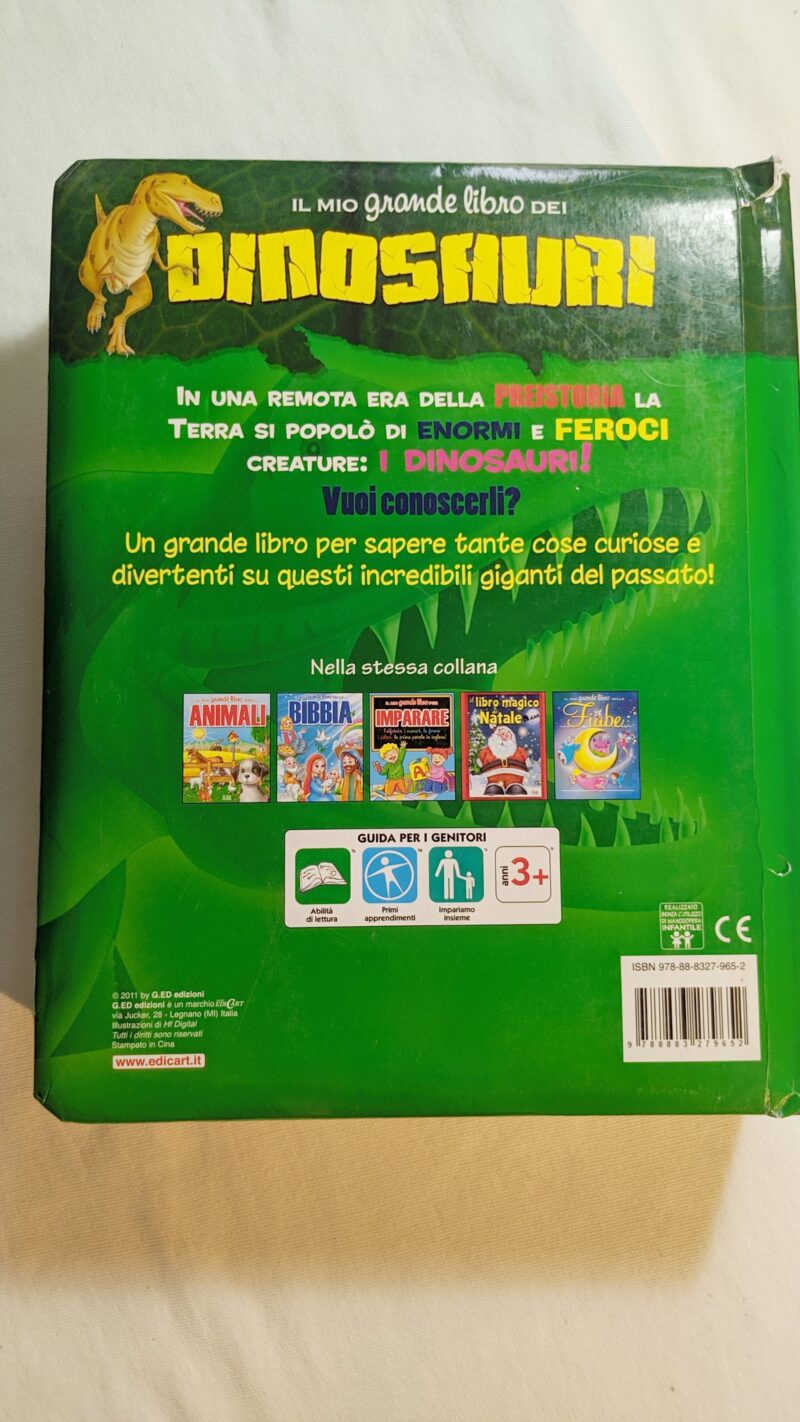 IL MIO grande libro DEI
DINOSAURI
IN UNA REMOTA ERA DELLA PREISTORIA LA
TERRA SI POPOLÒ DI ENORMI E FEROCI
CREATURE: I DINOSAURI!
Vuoi conoscerli?
Un grande libro per sapere tante cose curiose e
divertenti su questi incredibili giganti del passato!
Nella stessa collana
ANIMALI
BIBBIA
IL MIO grande libro PER
IMPARARE
il libro magico
Natale
Fiabe
GUIDA PER I GENITORI
Abilità
di lettura
Primi
apprendimenti
Impariamo
insieme
anni 3+
REALIZZATO
SENZA L'UTILIZZO
DI MANODOPERA
INFANTILE
CE
ISBN 978-88-8327-965-2
9 788883 279652
© 2011 by G.ED edizioni
G.ED edizioni è un marchio EDICART
via Jucker, 28 - Legnano (MI) Italia
Illustrazioni di Hf Digital
Tutti i diritti sono riservati
Stampato in Cina
www.edicart.it